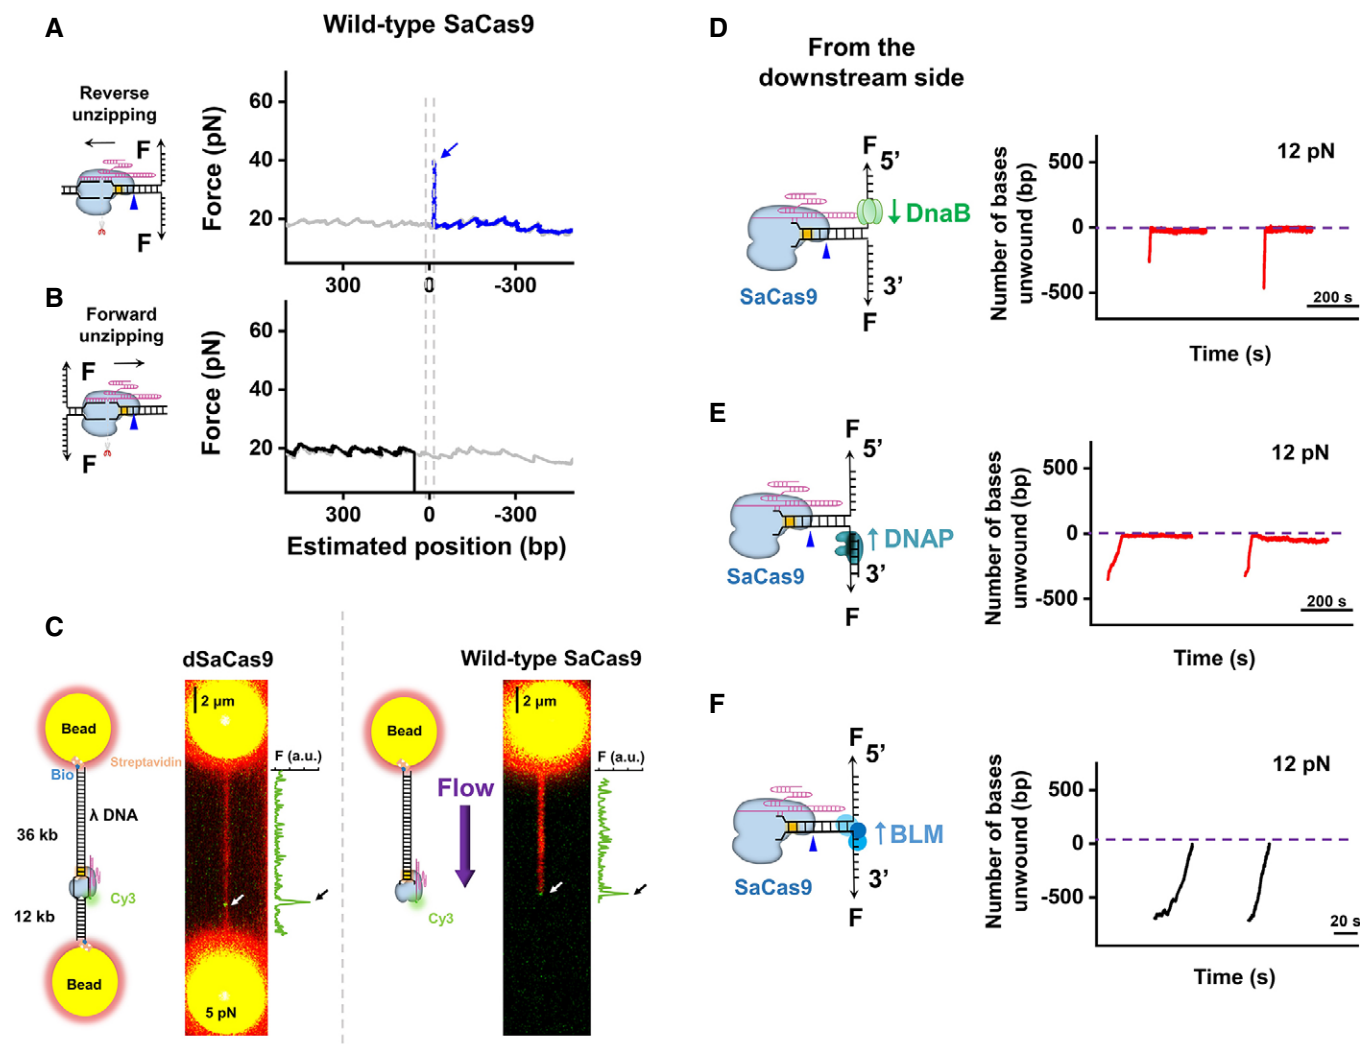 A
Wild-type SaCas9
Reverse
unzipping
F
F
Force (pN)
60
40
20
300
0
-300
B
Forward
unzipping
F
F
Force (pN)
60
40
20
300
0
-300
Estimated position (bp)
C
dSaCas9
Bead
Streptavidin
Bio
λ DNA
36 kb
Cy3
12 kb
Bead
2 µm
5 pN
F (a.u.)
Wild-type SaCas9
Bead
Flow
Cy3
2 µm
F (a.u.)
D
From the
downstream side
F
5’
DnaB
SaCas9
3’
F
Number of bases
unwound (bp)
500
0
-500
12 pN
200 s
Time (s)
E
F
5’
DNAP
SaCas9
3’
F
Number of bases
unwound (bp)
500
0
-500
12 pN
200 s
Time (s)
F
F
5’
BLM
SaCas9
3’
F
Number of bases
unwound (bp)
500
0
-500
12 pN
20 s
Time (s)